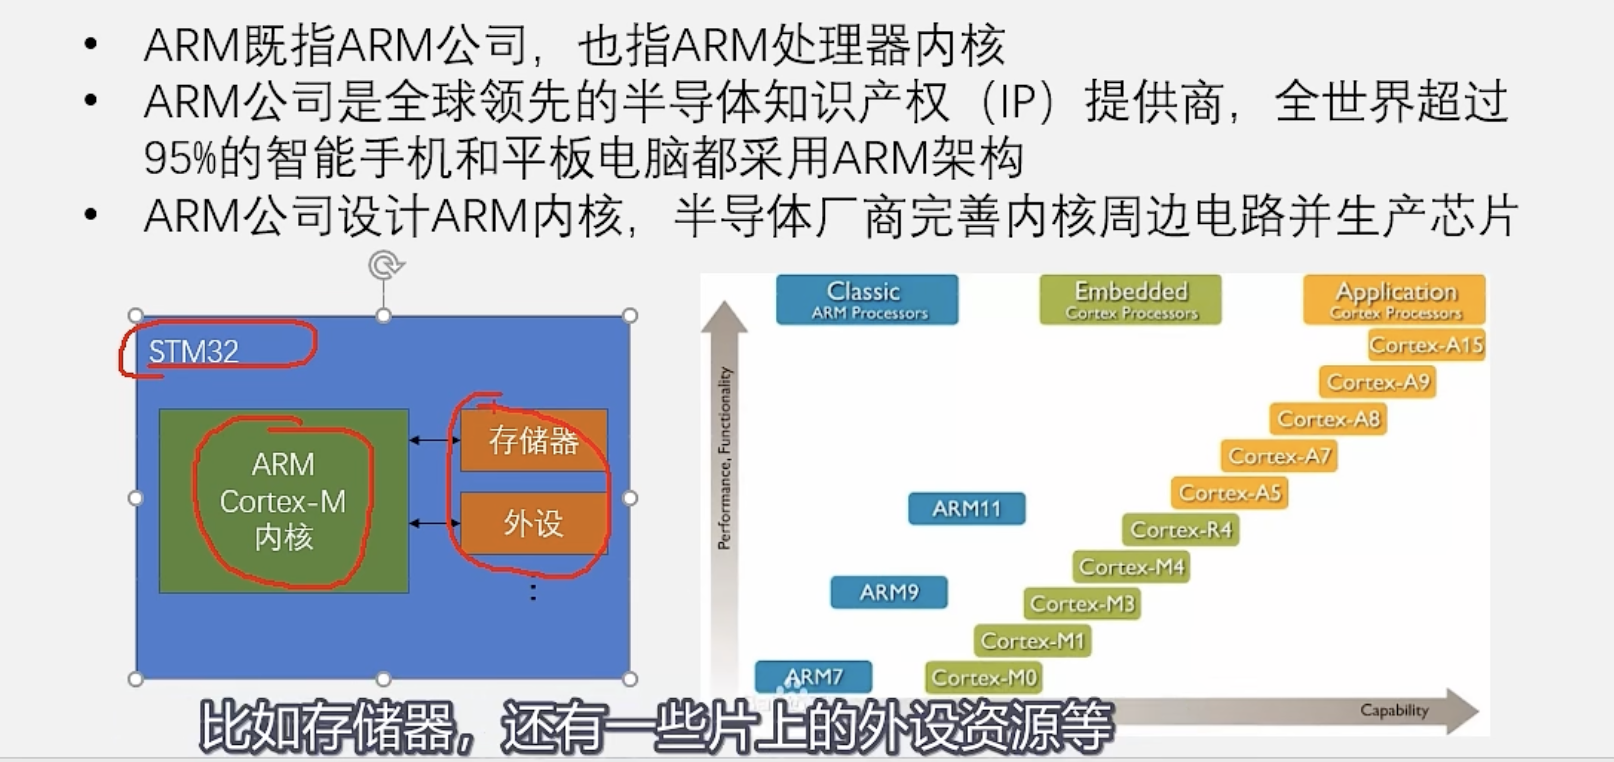 • ARM既指ARM公司，也指ARM处理器内核
• ARM公司是全球领先的半导体知识产权（IP）提供商，全世界超过
95%的智能手机和平板电脑都采用ARM架构
• ARM公司设计ARM内核，半导体厂商完善内核周边电路并生产芯片
STM32
ARM
Cortex-M
内核
存储器
外设
Classic
ARM Processors
Embedded
Cortex Processors
Application
Cortex Processors
Performance, Functionality
Cortex-A15
Cortex-A9
Cortex-A8
Cortex-A7
Cortex-A5
ARM11
Cortex-R4
Cortex-M4
ARM9
Cortex-M3
Cortex-M1
ARM7
Cortex-M0
Capability
比如存储器，还有一些片上的外设资源等